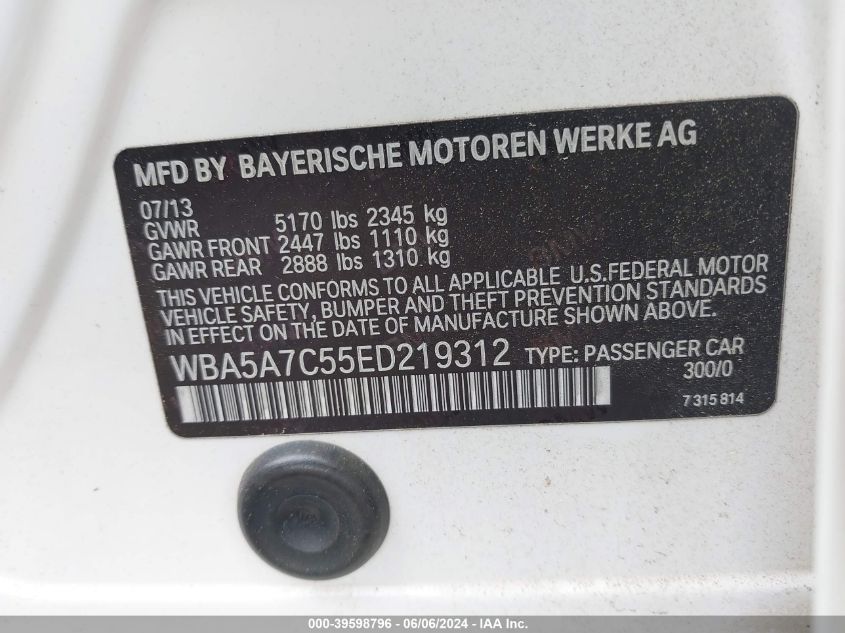 MFD BY BAYERISCHE MOTOREN WERKE AG
07/13
GVWR 5170 lbs 2345 kg
GAWR FRONT 2447 lbs 1110 kg
GAWR REAR 2888 lbs 1310 kg
THIS VEHICLE CONFORMS TO ALL APPLICABLE U.S.FEDERAL MOTOR
VEHICLE SAFETY, BUMPER AND THEFT PREVENTION STANDARDS
IN EFFECT ON THE DATE OF MANUFACTURE SHOWN ABOVE.
WBA5A7C55ED219312 TYPE: PASSENGER CAR
300/0
7 315 814
000-39598796 - 06/06/2024 - IAA Inc.